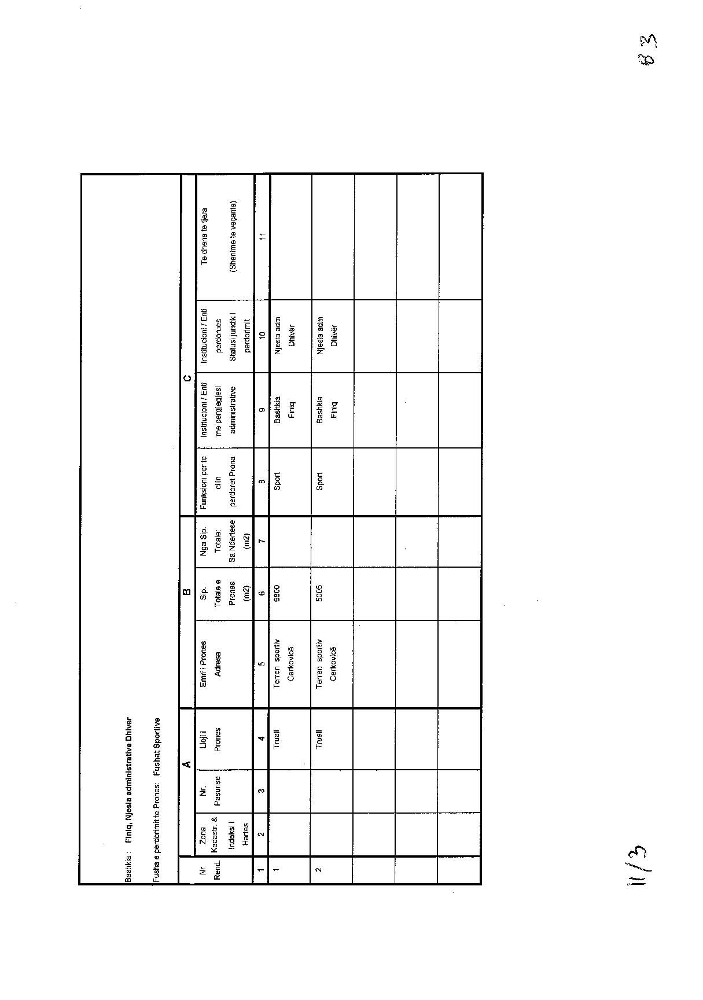 Bashkia : Finiq, Njesia administrative Dhiver
Fusha e perdorimit te Prones: Fushat Sportive
A B C
Nr. Rend. | Zona Kadastr. & Indeksi i Hartes | Nr. Pasurise | Lloji i Prones | Emri i Prones Adresa | Sip. Totale e Prones (m2) | Nga Sip. Totale: Sa Ndertese (m2) | Funksioni per te cilin perdoret Prona | Institucioni / Enti me pergjegjesi administrative | Institucioni / Enti perdorues Statusi juridik i perdorimit | Te dhena te tjera (Shenime te veçanta)
1 2 3 4 5 6 7 8 9 10 11
1 Truall Terren sportiv Cerkovicë 6800 Sport Bashkia Finiq Njesia adm Dhivër
2 Truall Terren sportiv Cerkovicë 5005 Sport Bashkia Finiq Njesia adm Dhivër
11/3
83